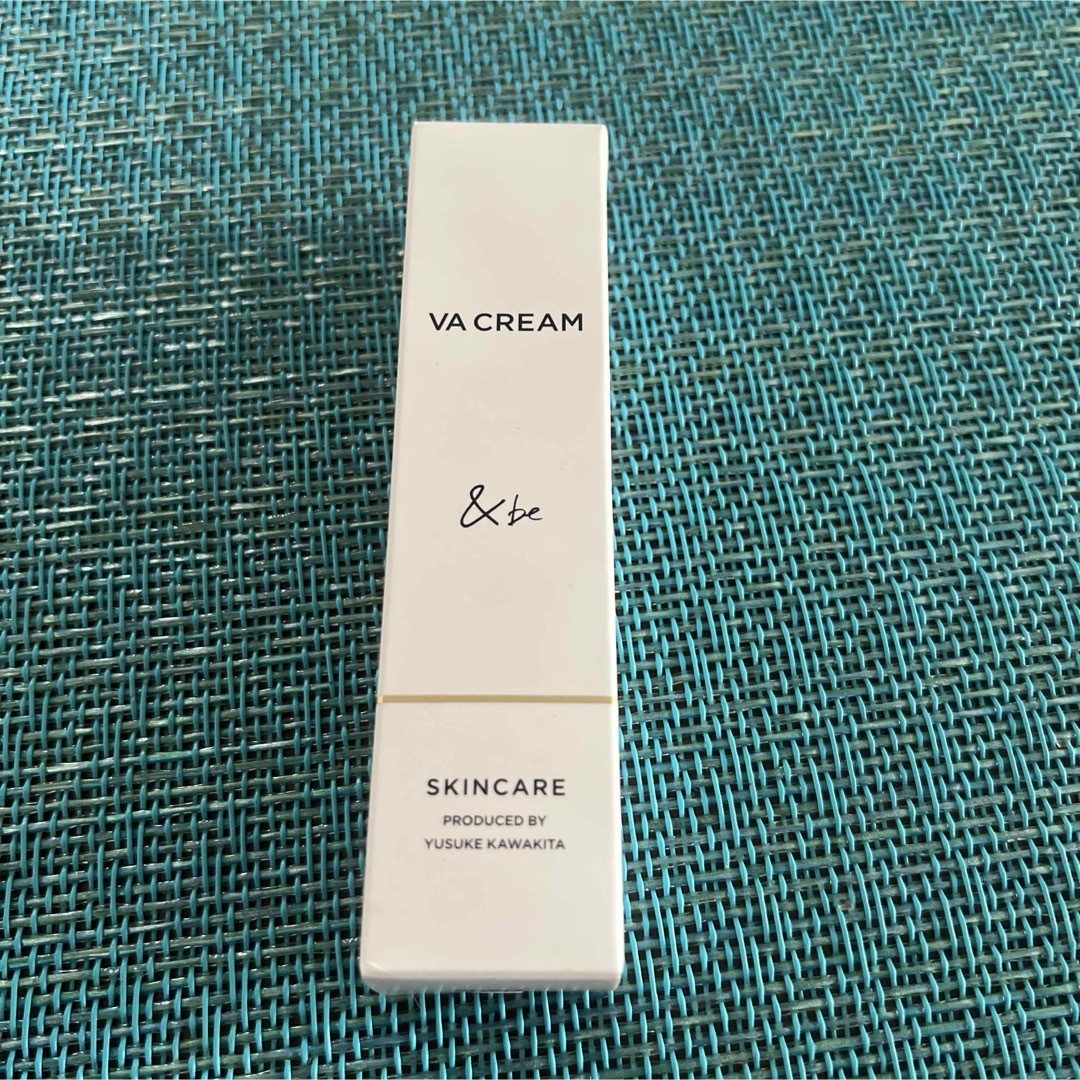 VA CREAM
&be
SKINCARE
PRODUCED BY
YUSUKE KAWAKITA